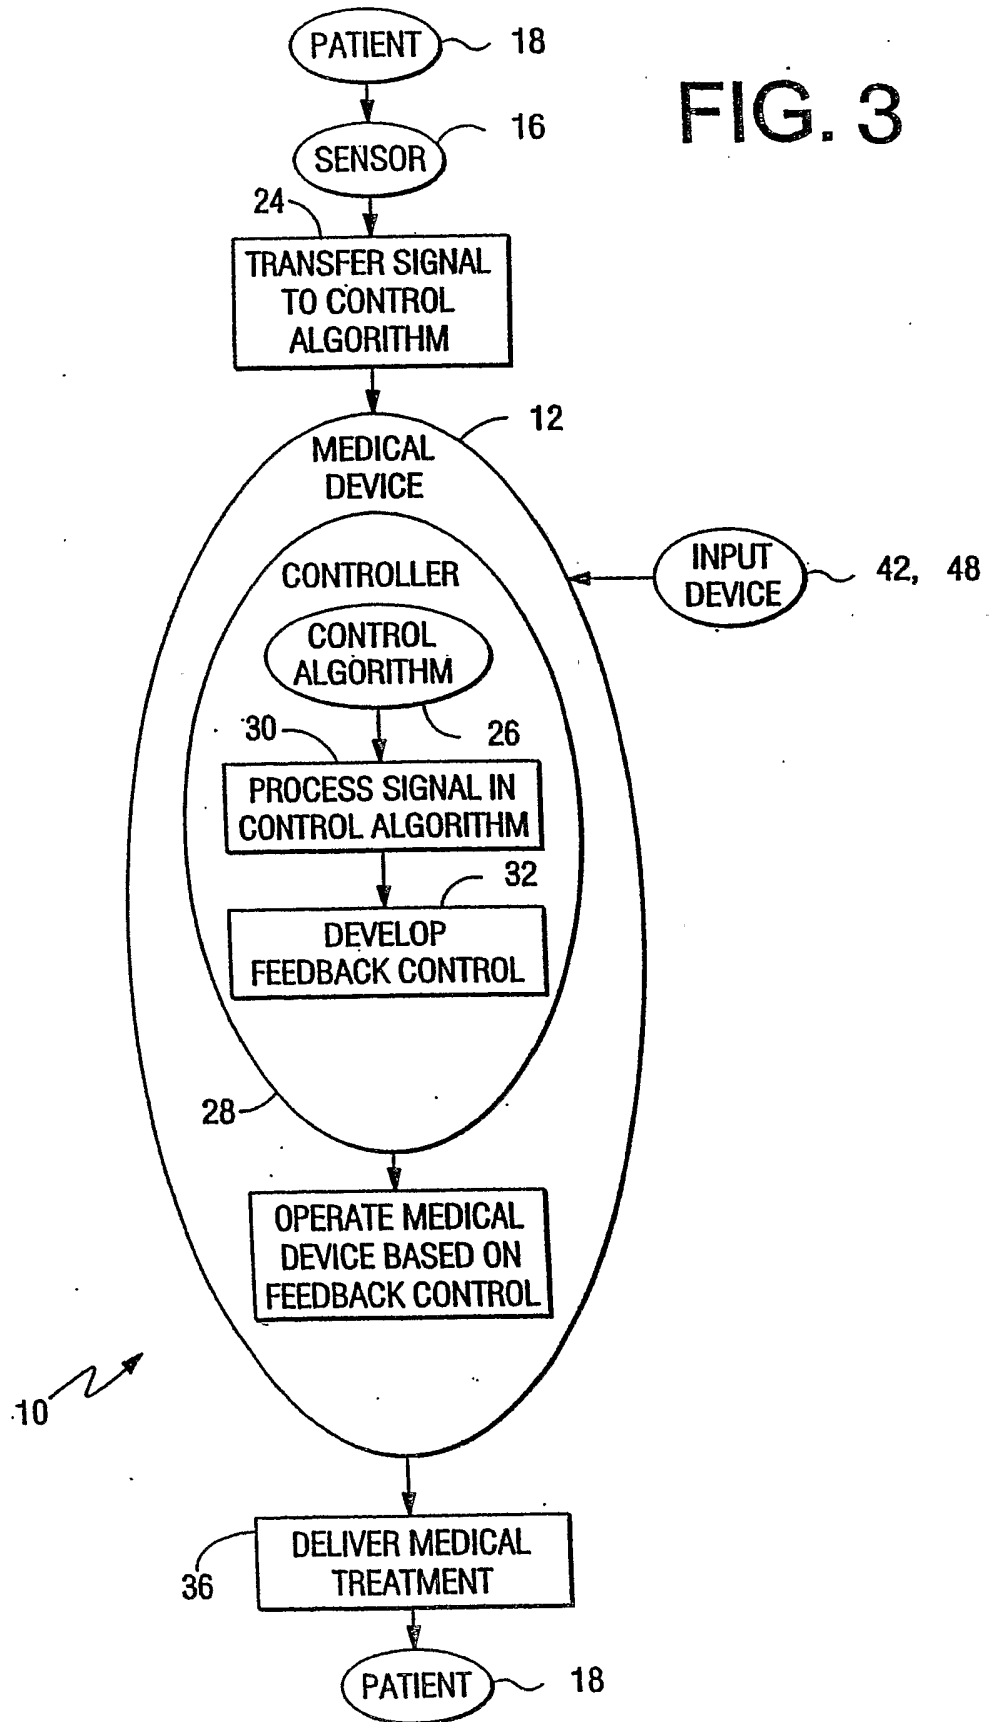 PATIENT
18
FIG. 3
SENSOR
16
24
TRANSFER SIGNAL
TO CONTROL
ALGORITHM
12
MEDICAL
DEVICE
INPUT
DEVICE
42, 48
CONTROLLER
CONTROL
ALGORITHM
26
30
PROCESS SIGNAL IN
CONTROL ALGORITHM
32
DEVELOP
FEEDBACK CONTROL
28
OPERATE MEDICAL
DEVICE BASED ON
FEEDBACK CONTROL
10
DELIVER MEDICAL
TREATMENT
36
PATIENT
18